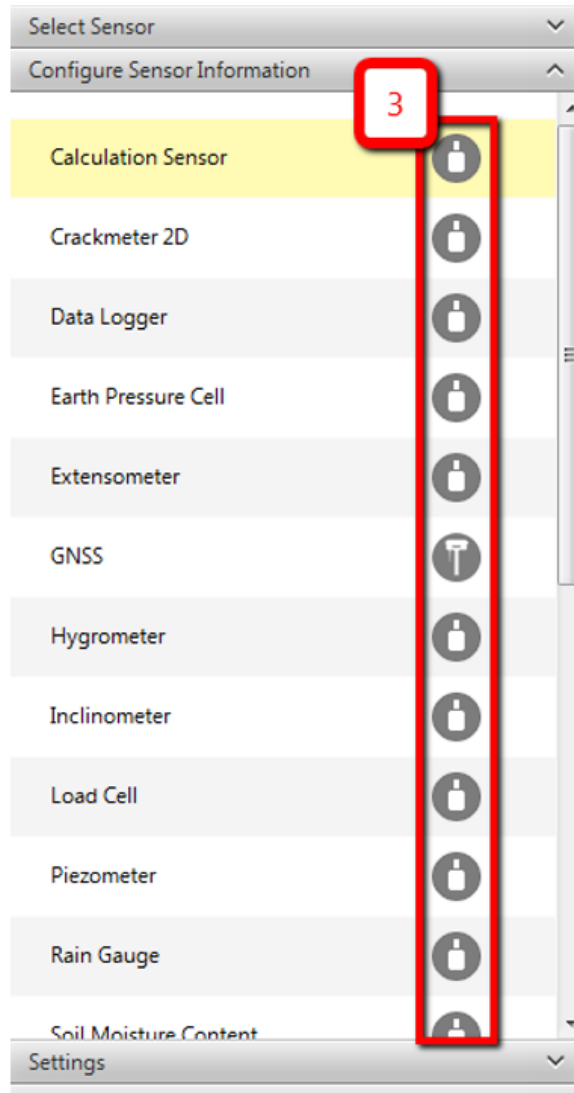 Select Sensor
Configure Sensor Information
3
Calculation Sensor
Crackmeter 2D
Data Logger
Earth Pressure Cell
Extensometer
GNSS
Hygrometer
Inclinometer
Load Cell
Piezometer
Rain Gauge
Soil Moisture Content
Settings